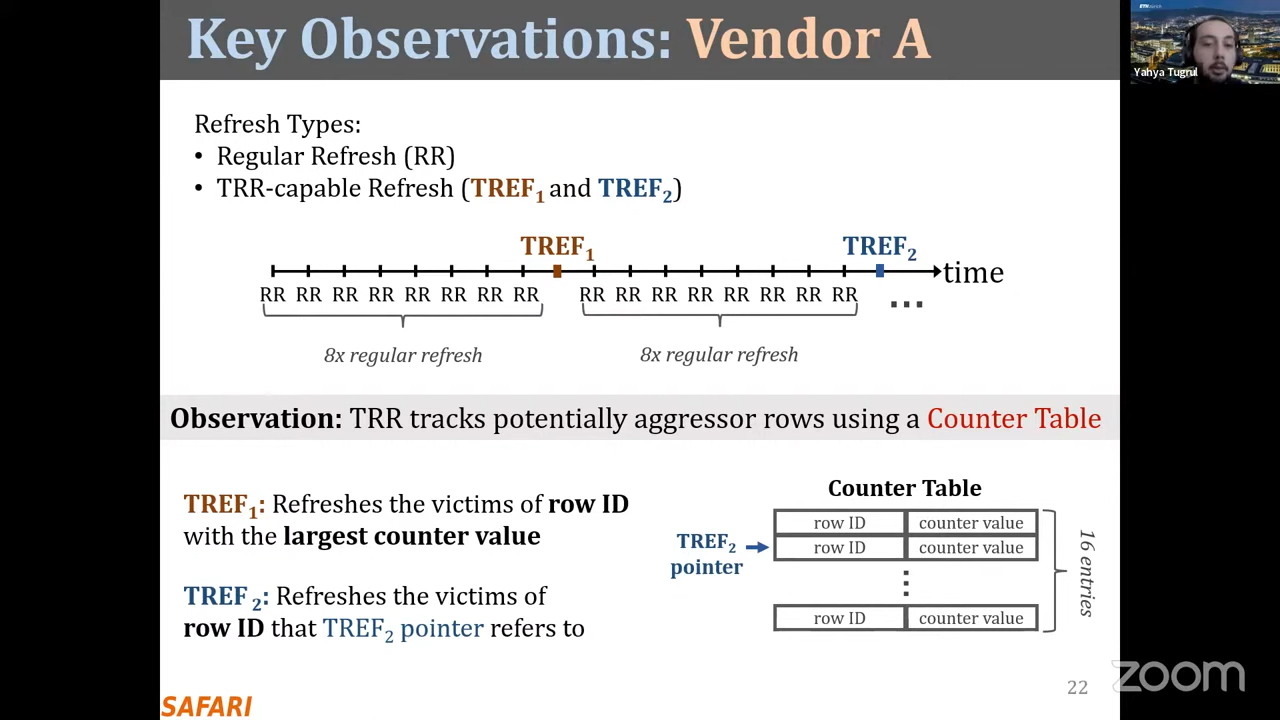 Key Observations: Vendor A
ETH zürich
Yahya Tugrul
Refresh Types:
• Regular Refresh (RR)
• TRR-capable Refresh (TREF1 and TREF2)
TREF1
TREF2
time
RR RR RR RR RR RR RR RR RR RR RR RR RR RR RR RR ...
8x regular refresh
8x regular refresh
Observation: TRR tracks potentially aggressor rows using a Counter Table
TREF1: Refreshes the victims of row ID
with the largest counter value
TREF2: Refreshes the victims of
row ID that TREF2 pointer refers to
Counter Table
row ID counter value
TREF2
pointer
row ID counter value
⋮
row ID counter value
16 entries
SAFARI
22
zoom